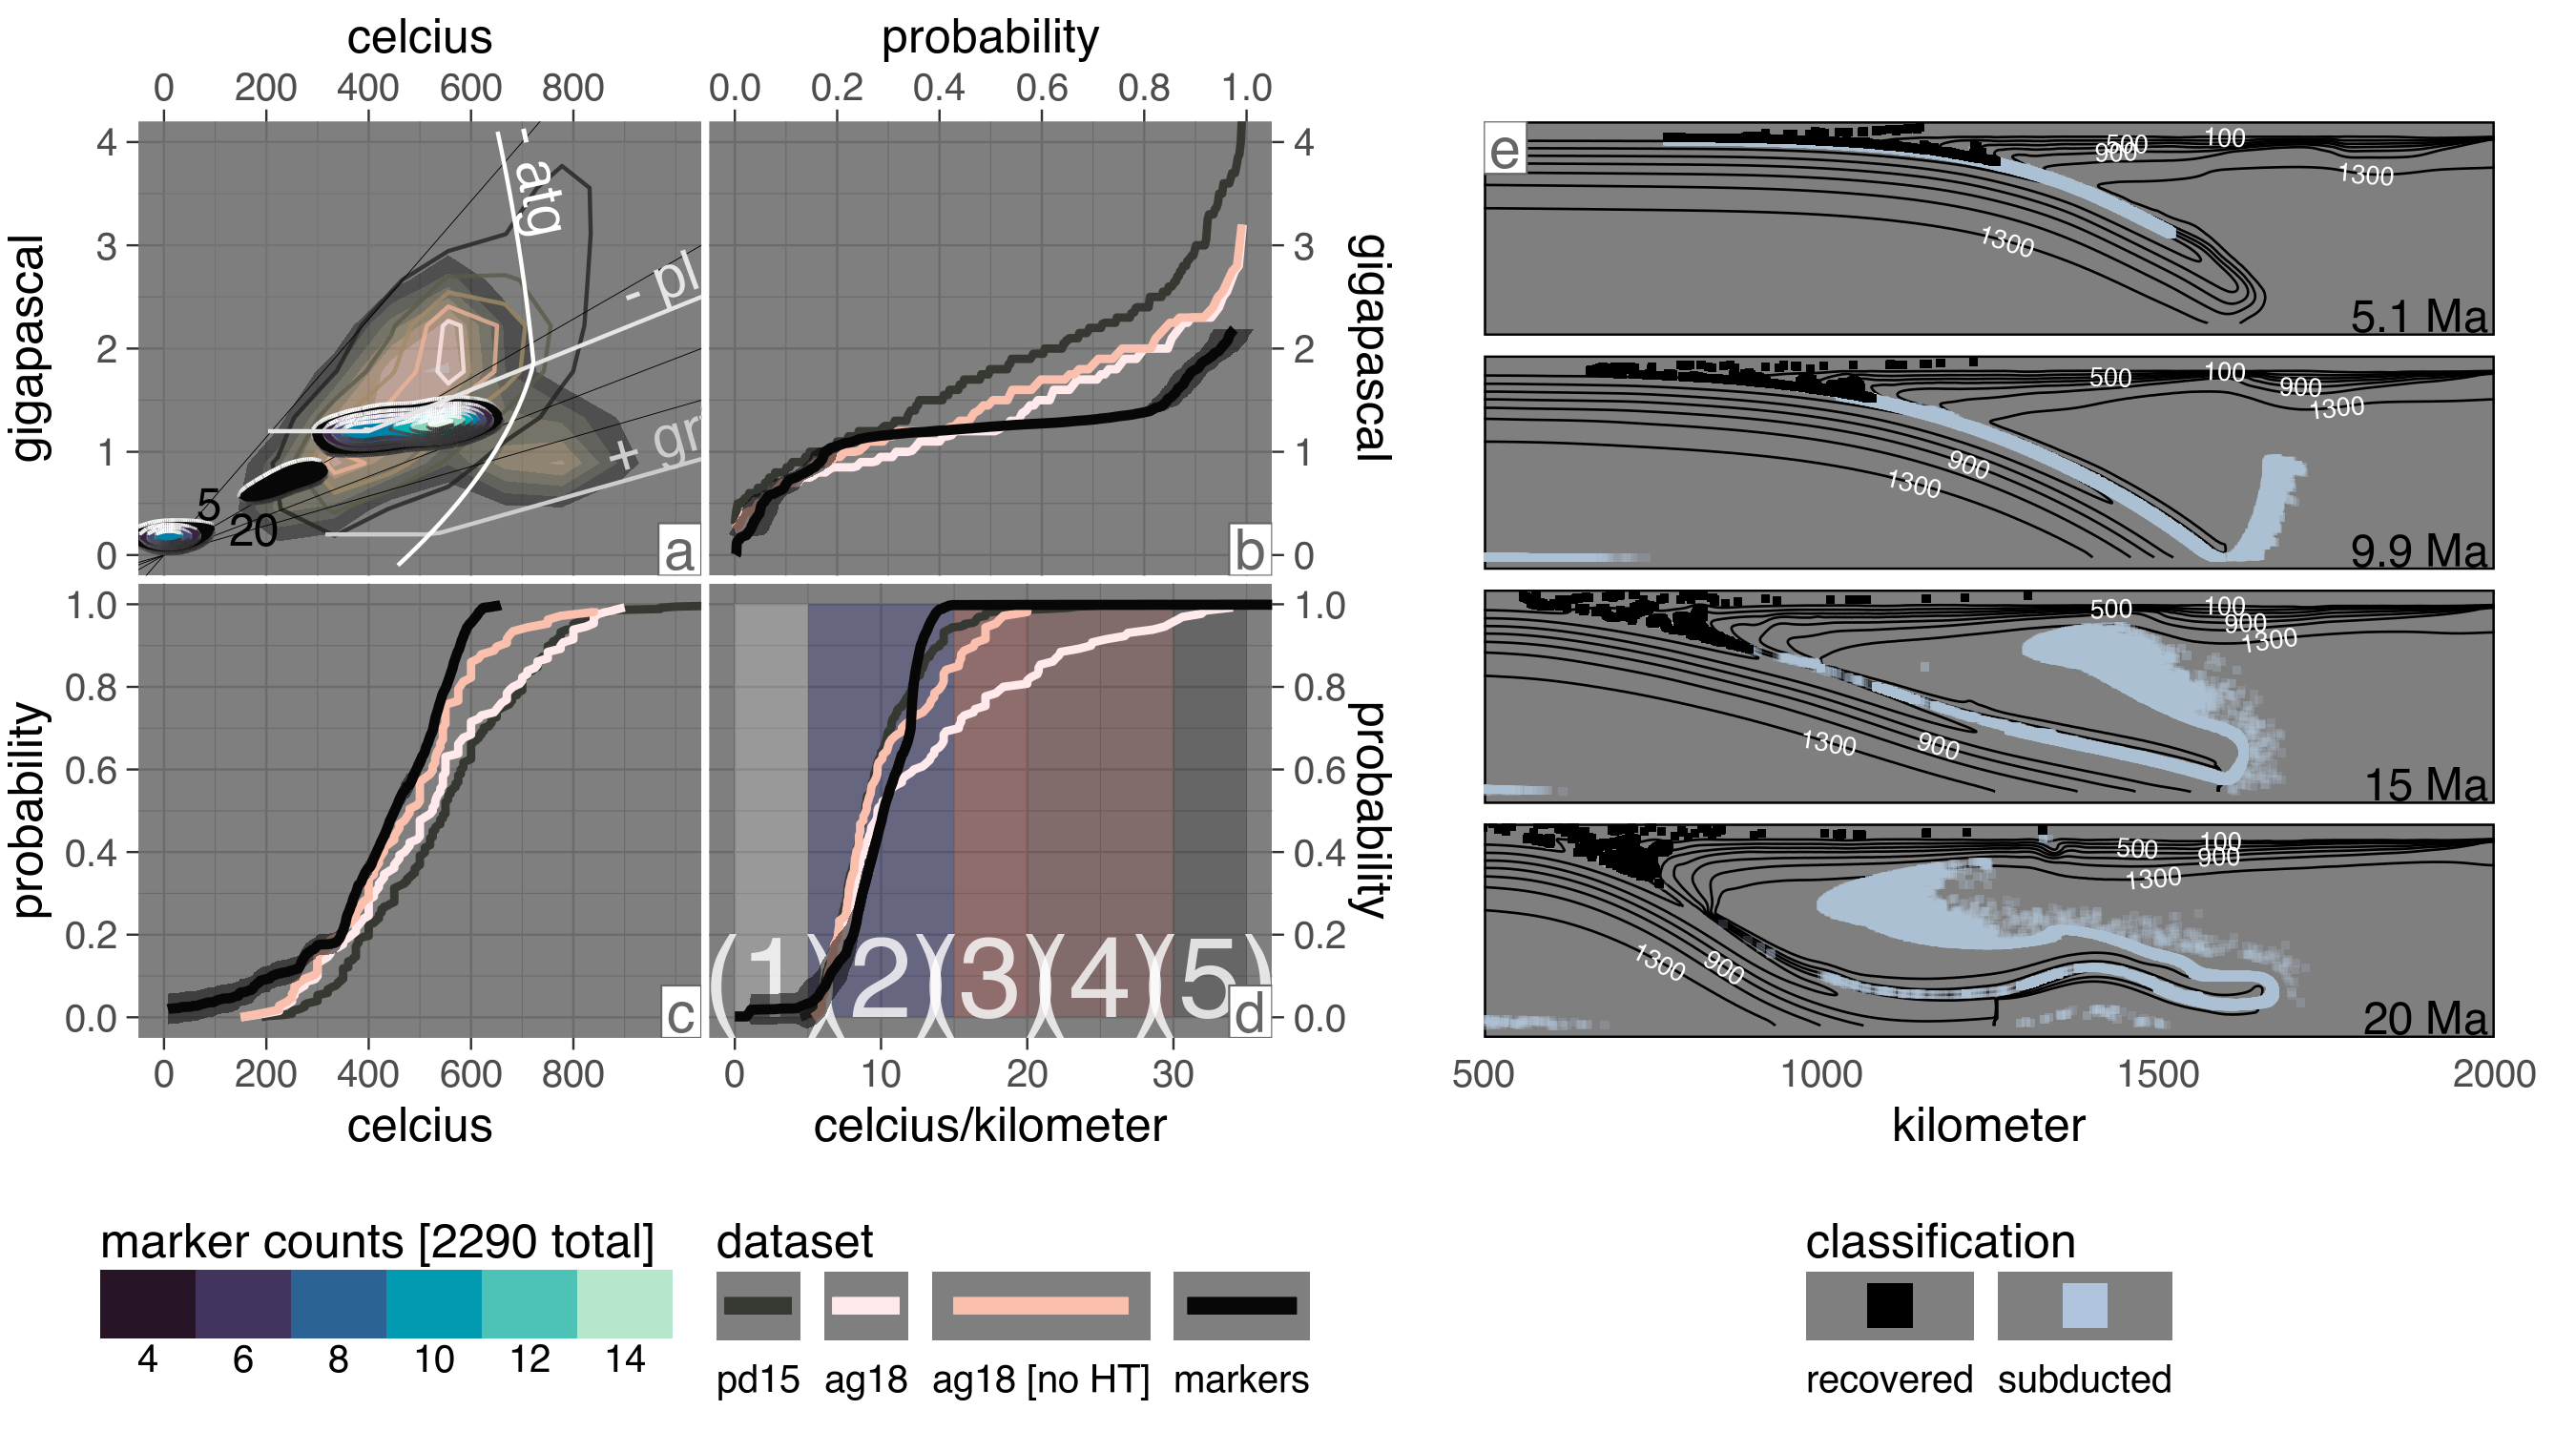 celcius
probability
0 200 400 600 800
0.0 0.2 0.4 0.6 0.8 1.0
gigapascal
4
3
2
1
0
- atg
- pl
+ gr
5
20
a
b
4
3
2
1
0
gigapascal
probability
1.0
0.8
0.6
0.4
0.2
0.0
c
(1)(2)(3)(4)(5)
d
1.0
0.8
0.6
0.4
0.2
0.0
probability
0 200 400 600 800
0 10 20 30
celcius
celcius/kilometer
e
500 100
900
1300
1300
5.1 Ma
500 100 900
1300
900
1300
9.9 Ma
500 100
900
1300
1300 900
15 Ma
100
500 900
1300
1300 900
20 Ma
500 1000 1500 2000
kilometer
marker counts [2290 total]
4 6 8 10 12 14
dataset
pd15 ag18 ag18 [no HT] markers
classification
recovered subducted